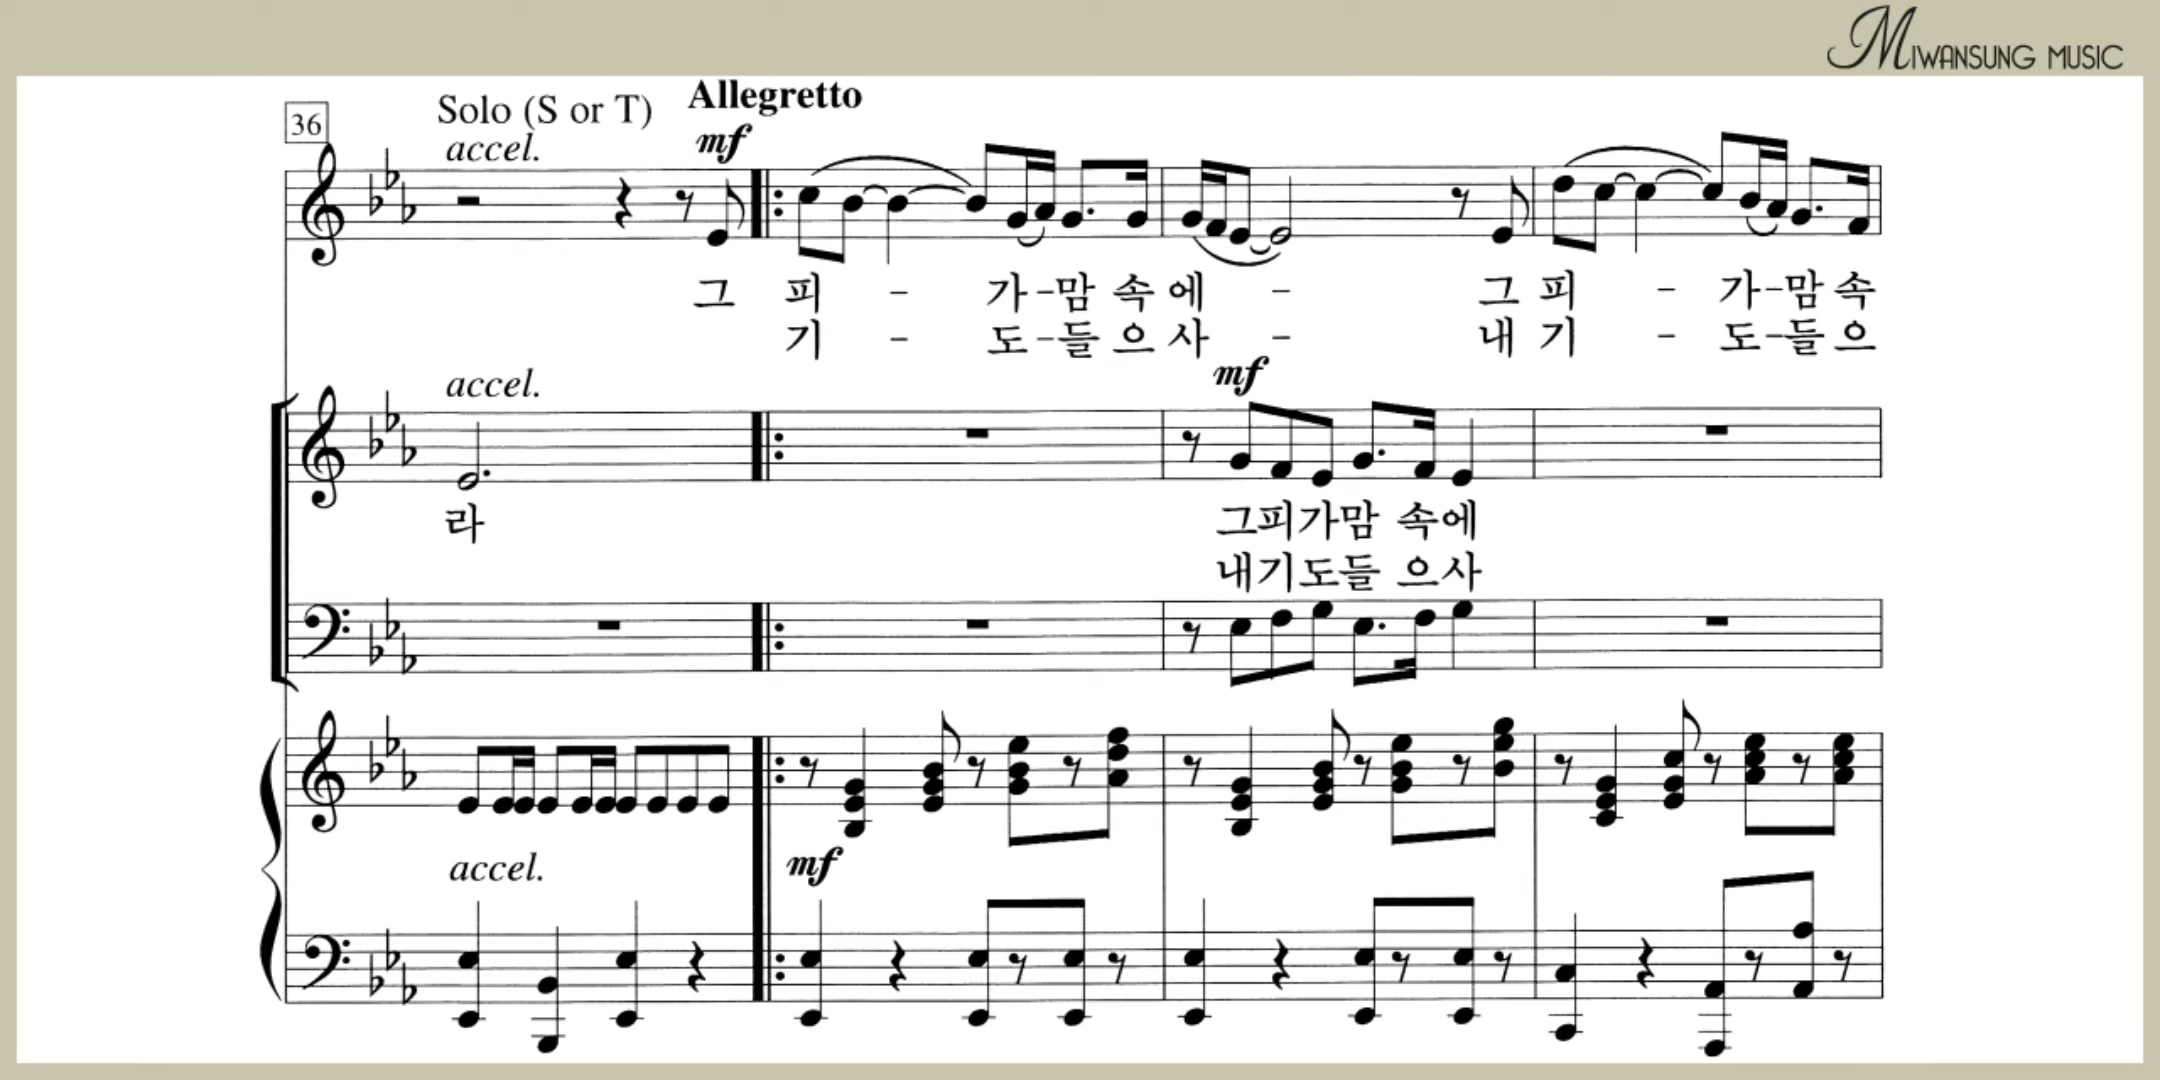 MIWANSUNG MUSIC
36
Solo (S or T) Allegretto
accel. mf
그 피 - 가-맘 속 에 - 그 피 - 가-맘 속
기 - 도-들 으 사 - 내 기 - 도-들 으
accel. mf
라 그피가맘 속에
내기도들 으사
mf
accel.